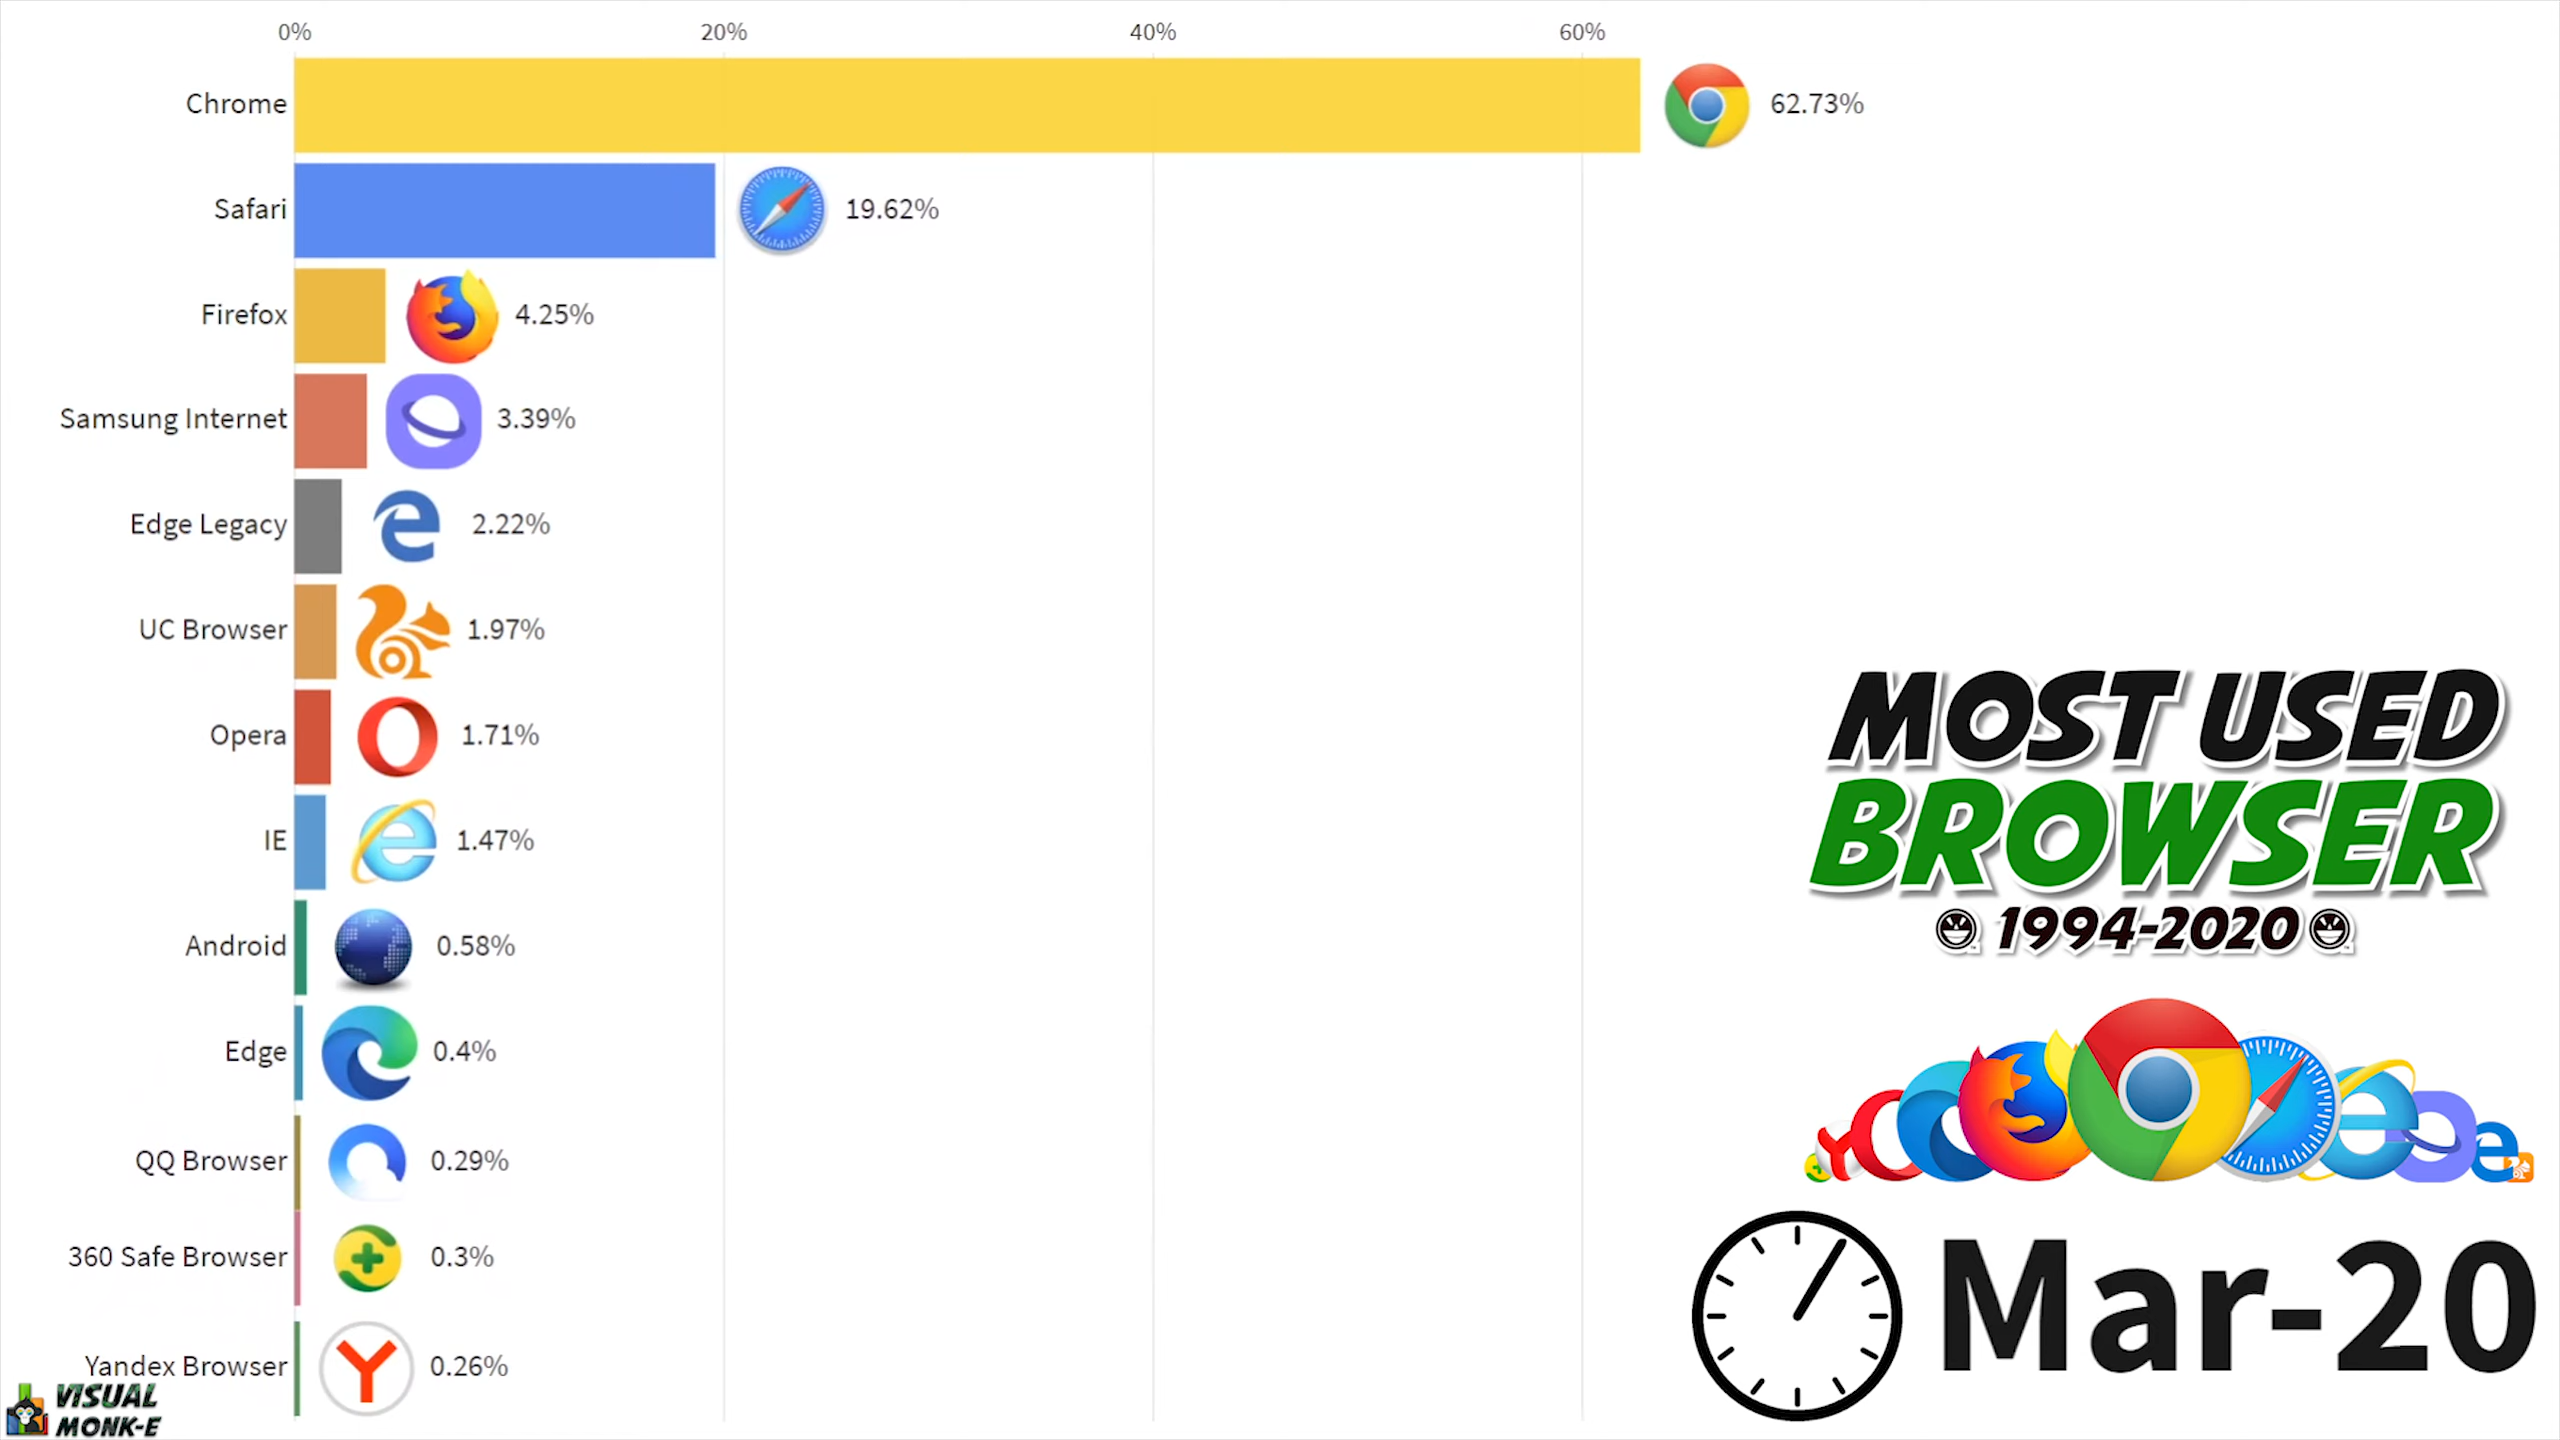 0% 20% 40% 60%
Chrome 62.73%
Safari 19.62%
Firefox 4.25%
Samsung Internet 3.39%
Edge Legacy 2.22%
UC Browser 1.97%
Opera 1.71%
IE 1.47%
Android 0.58%
Edge 0.4%
QQ Browser 0.29%
360 Safe Browser 0.3%
Yandex Browser 0.26%
MOST USED
BROWSER
1994-2020
Mar-20
VISUAL
MONK-E